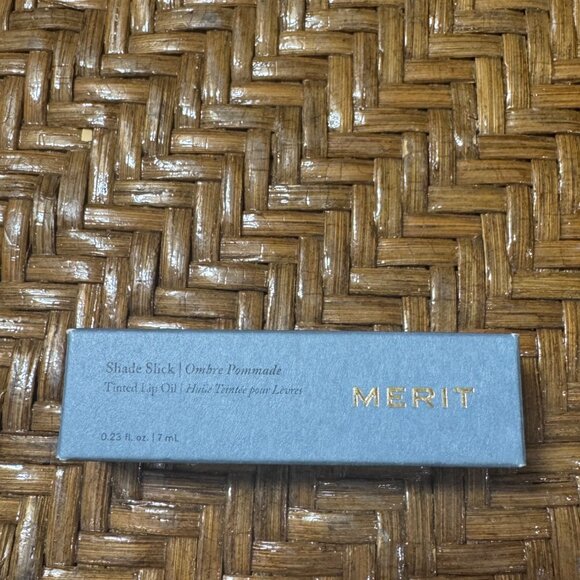 Shade Slick | Ombre Pommade
Tinted Lip Oil | Huile Teintée pour Lèvres
MERIT
0.23 fl. oz. | 7 mL